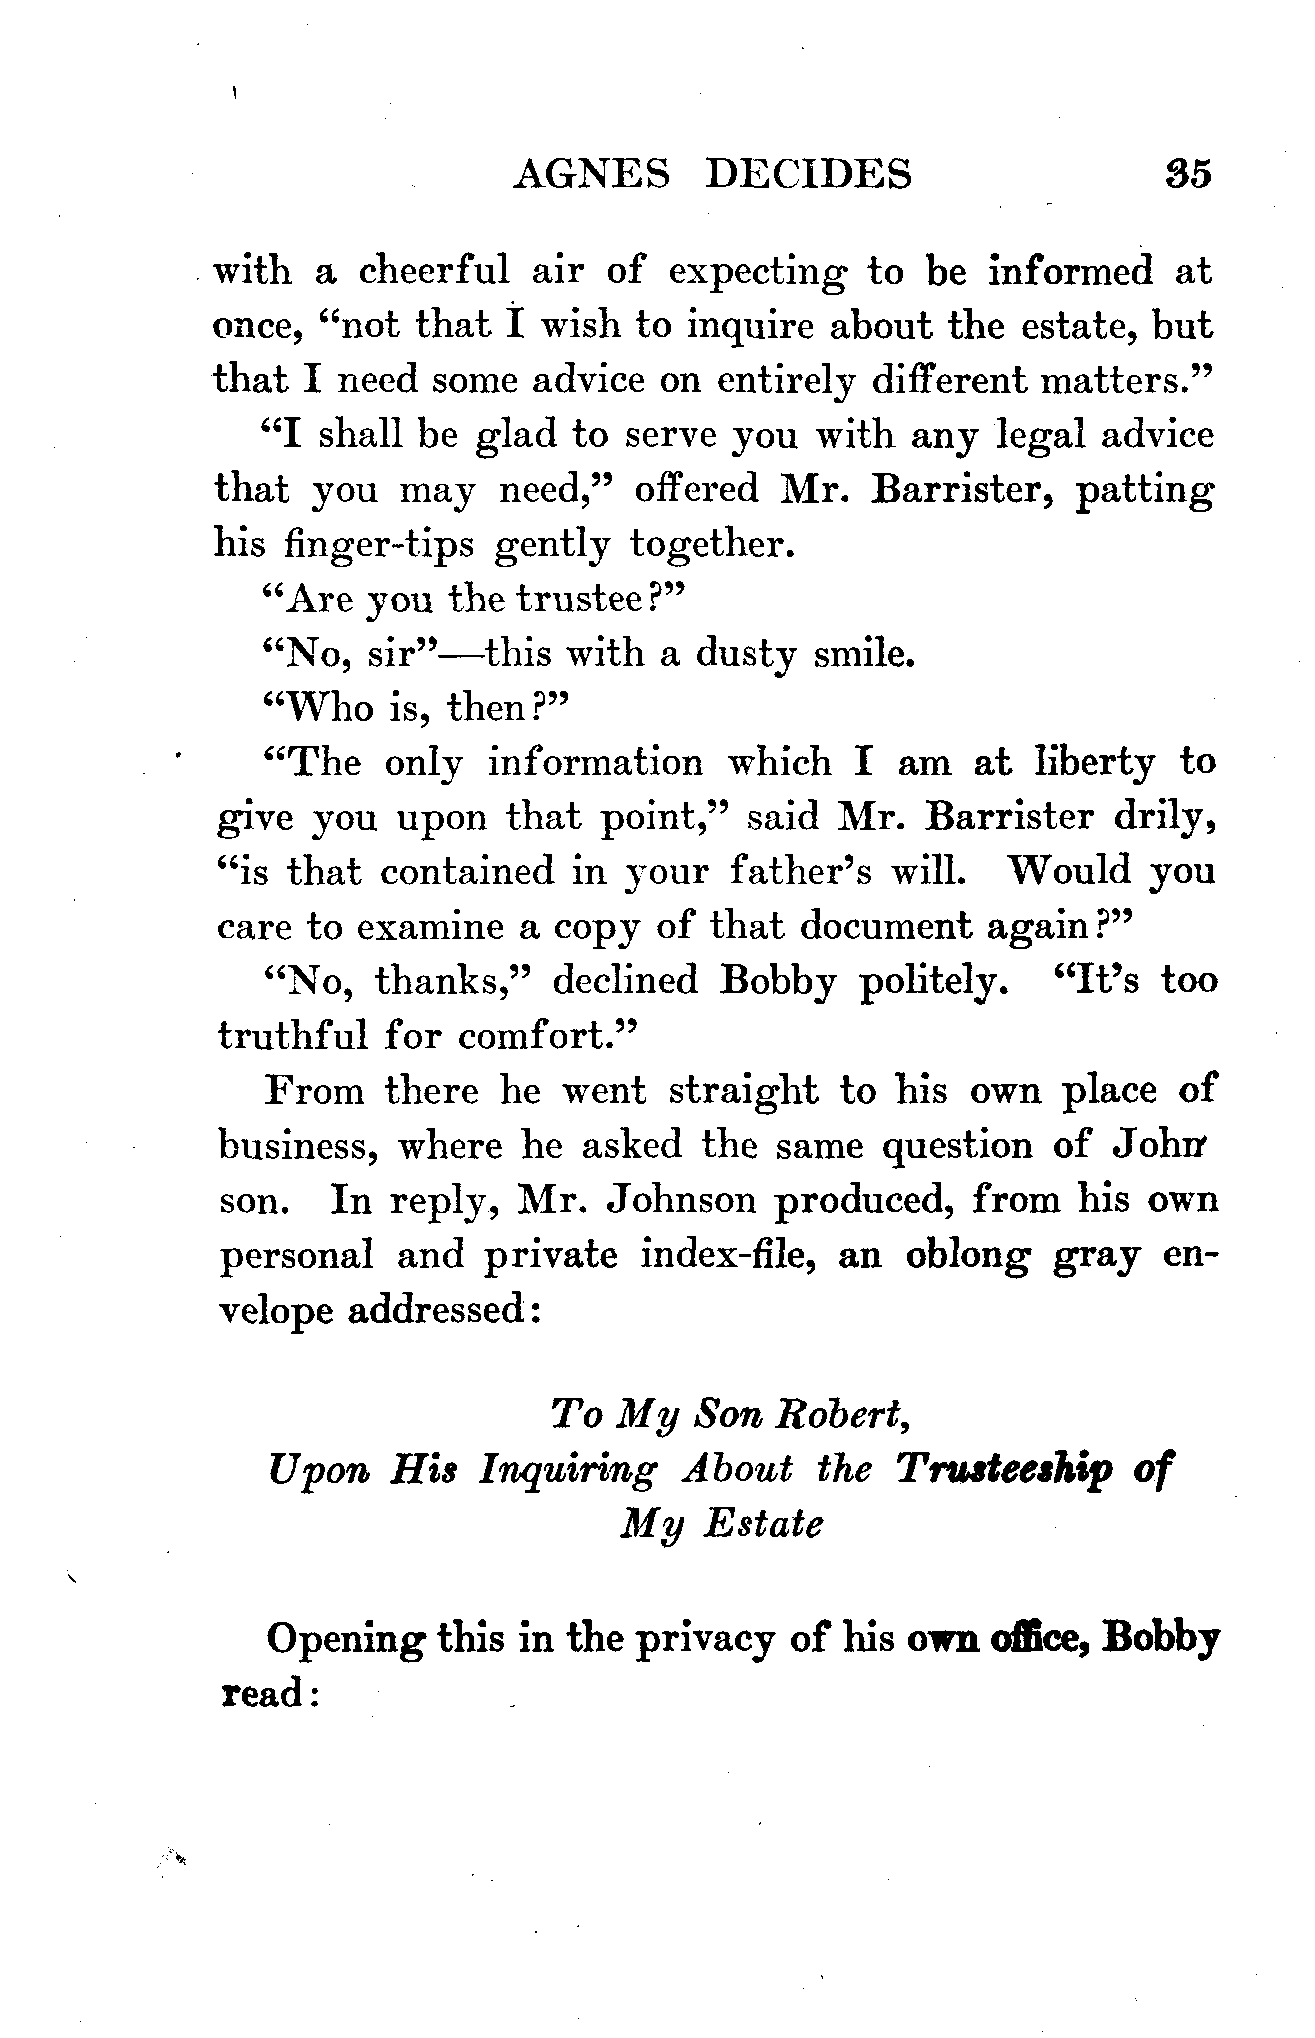 AGNES DECIDES 35
with a cheerful air of expecting to be informed at
once, “not that I wish to inquire about the estate, but
that I need some advice on entirely different matters.”
“I shall be glad to serve you with any legal advice
that you may need,” offered Mr. Barrister, patting
his finger-tips gently together.
“Are you the trustee?”
“No, sir”—this with a dusty smile.
“Who is, then?”
“The only information which I am at liberty to
give you upon that point,” said Mr. Barrister drily,
“is that contained in your father’s will. Would you
care to examine a copy of that document again?”
“No, thanks,” declined Bobby politely. “It’s too
truthful for comfort.”
From there he went straight to his own place of
business, where he asked the same question of John
son. In reply, Mr. Johnson produced, from his own
personal and private index-file, an oblong gray en-
velope addressed:
To My Son Robert,
Upon His Inquiring About the Trusteeship of
My Estate
Opening this in the privacy of his own office, Bobby
read: